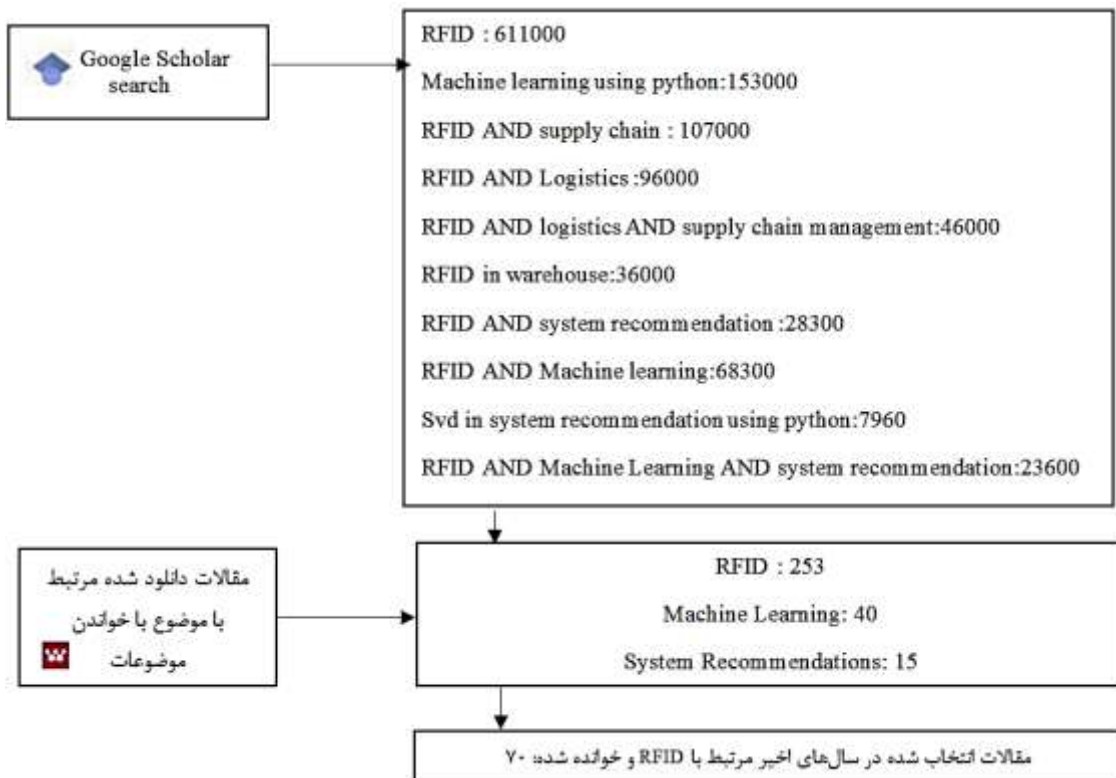 Google Scholar
search
RFID : 611000
Machine learning using python:153000
RFID AND supply chain : 107000
RFID AND Logistics :96000
RFID AND logistics AND supply chain management:46000
RFID in warehouse:36000
RFID AND system recommendation :28300
RFID AND Machine learning:68300
Svd in system recommendation using python:7960
RFID AND Machine Learning AND system recommendation:23600
مقالات دانلود شده مرتبط
با موضوع با خواندن
موضوعات
RFID : 253
Machine Learning: 40
System Recommendations: 15
مقالات انتخاب شده در سال‌های اخیر مرتبط با RFID و خوانده شده: ۷۰